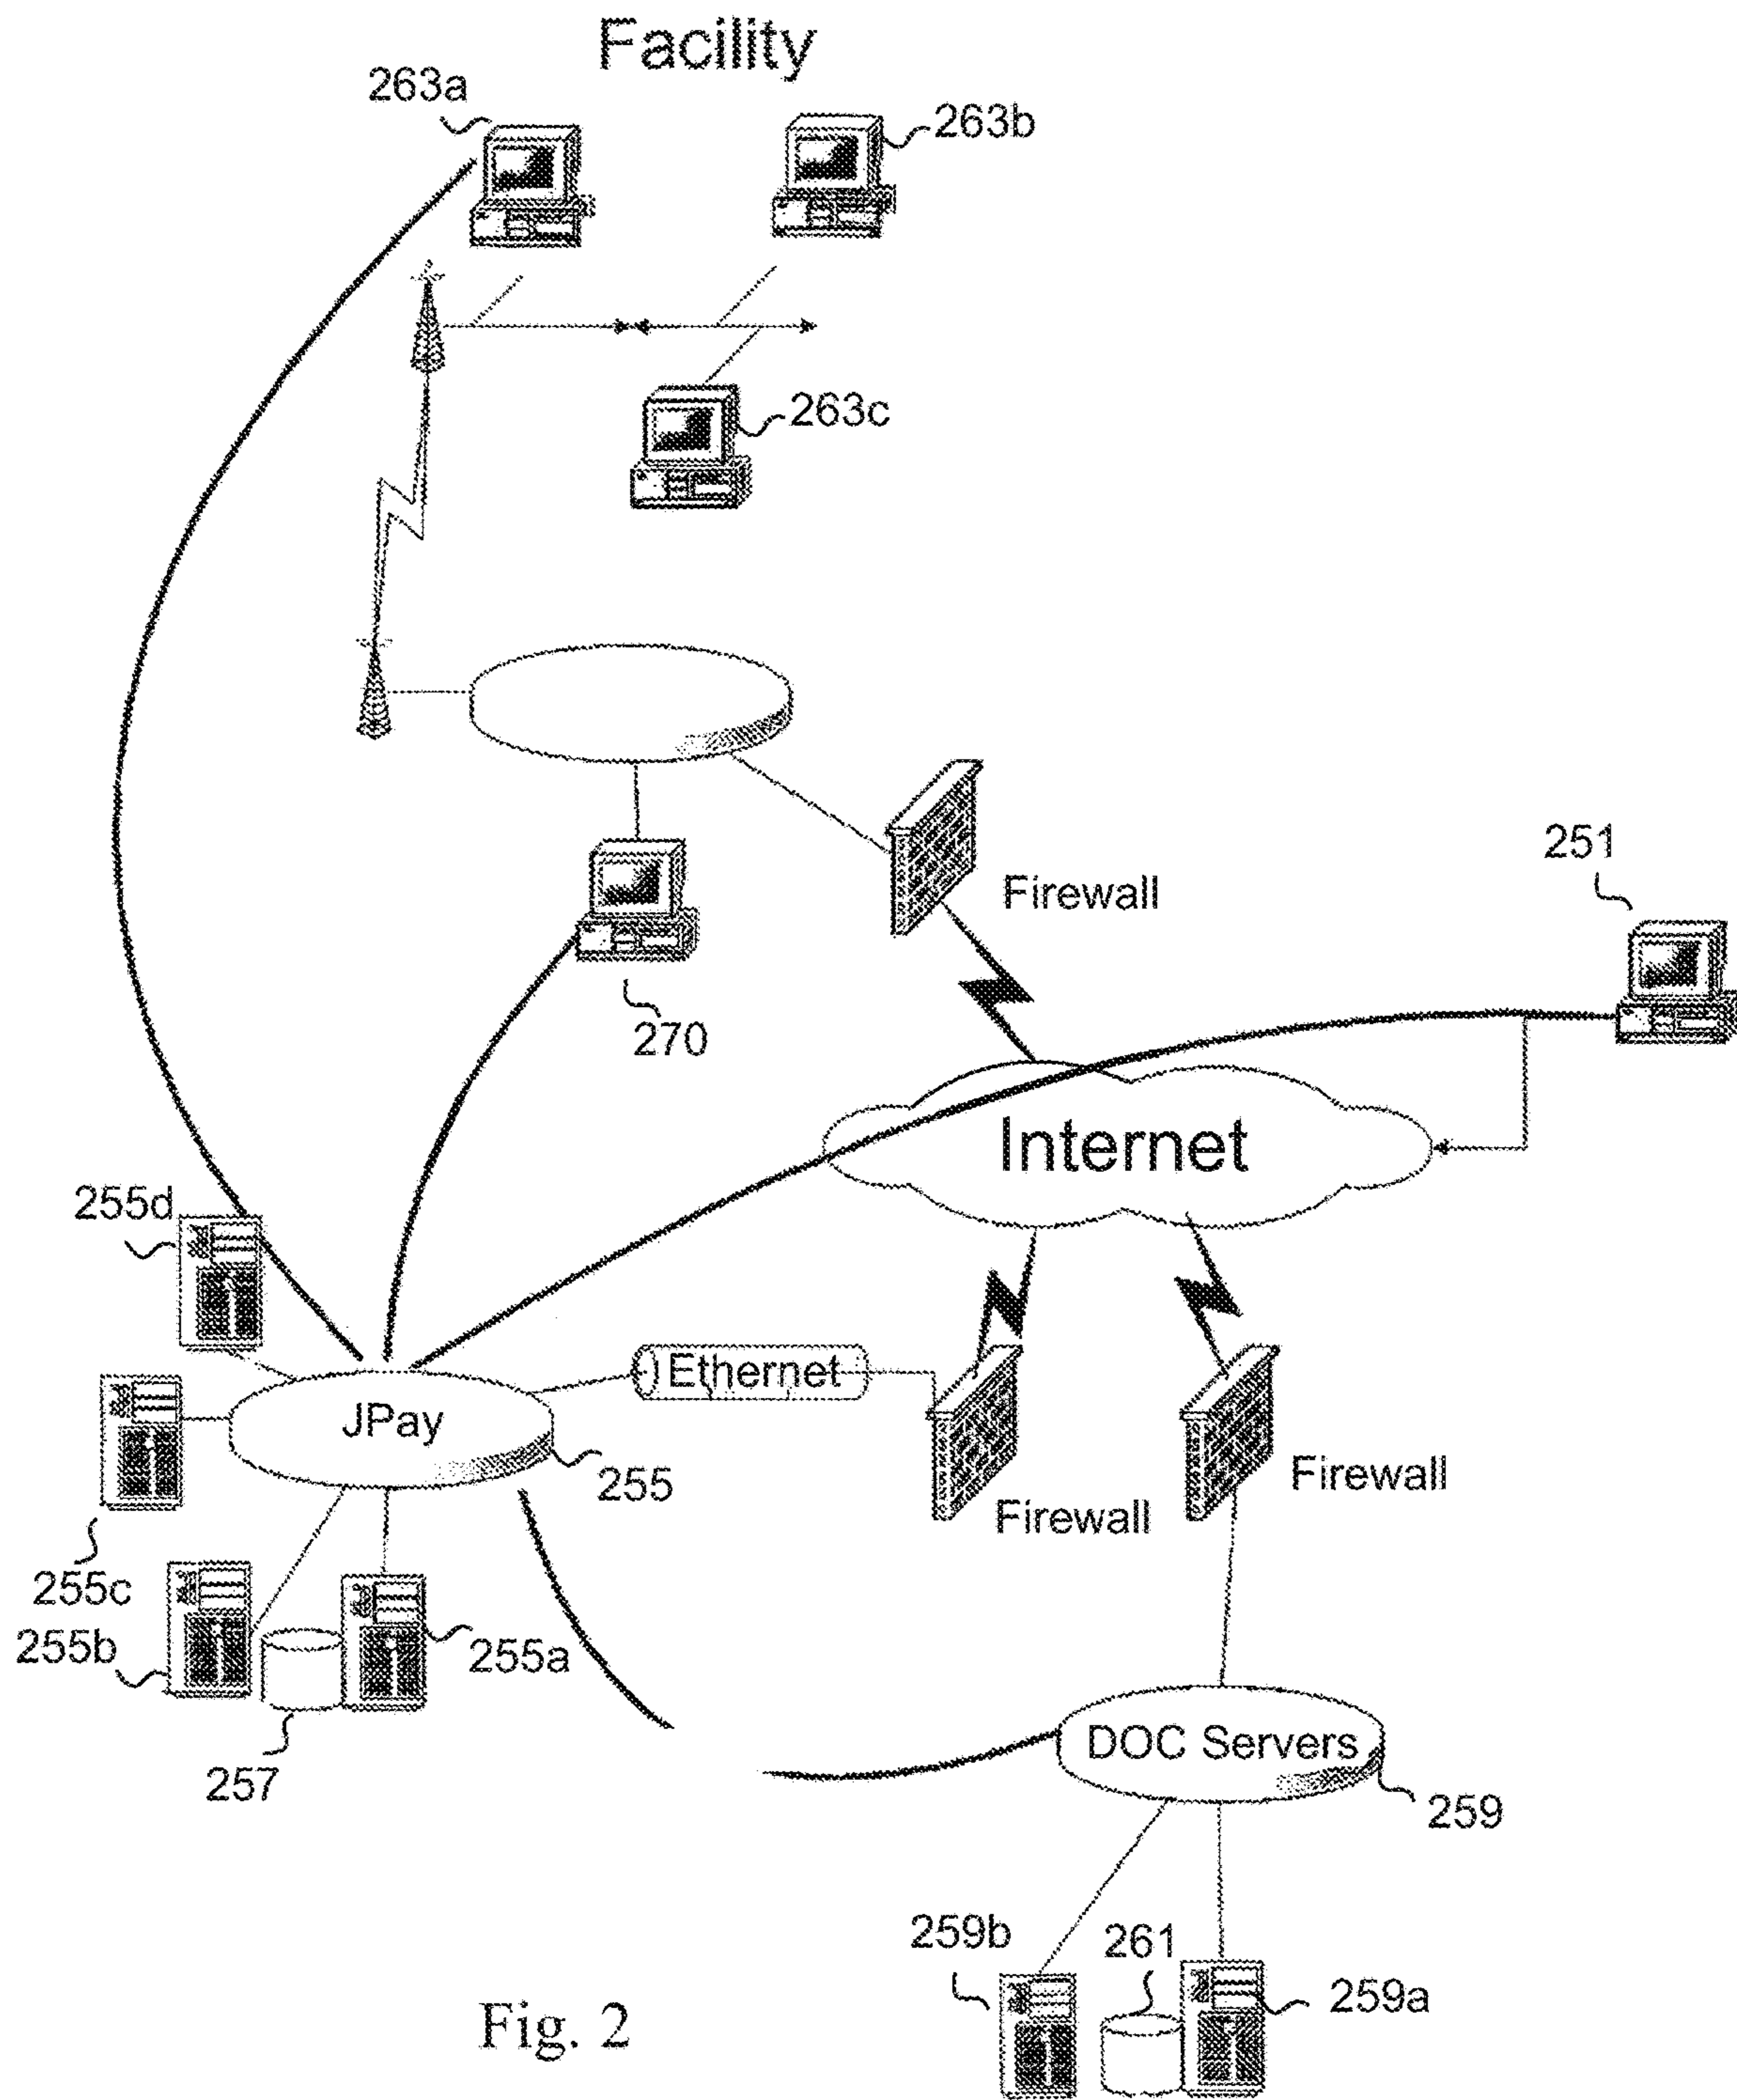 Facility
263a
263b
263c
251
Firewall
270
Internet
255d
Ethernet
JPay
255
Firewall
Firewall
255c
255b
255a
257
DOC Servers
259
259b
261
259a
Fig. 2